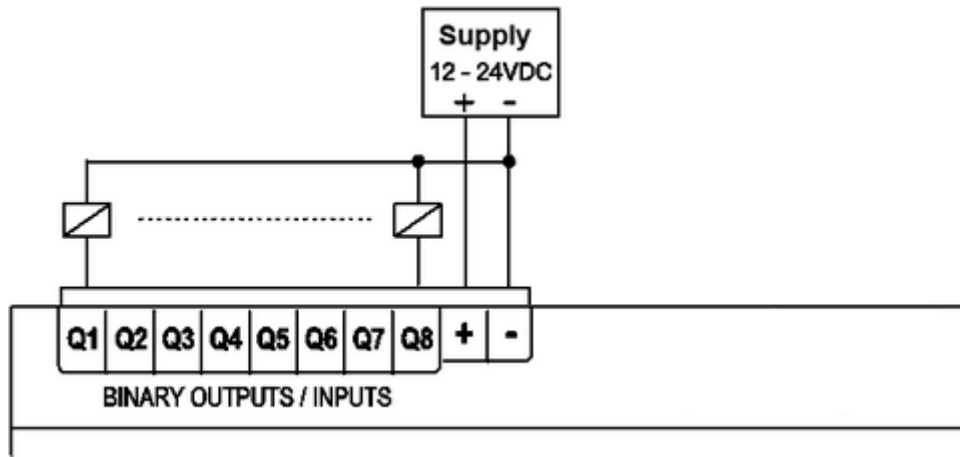 Supply
12 - 24VDC
+ -
Q1 Q2 Q3 Q4 Q5 Q6 Q7 Q8 + -
BINARY OUTPUTS / INPUTS